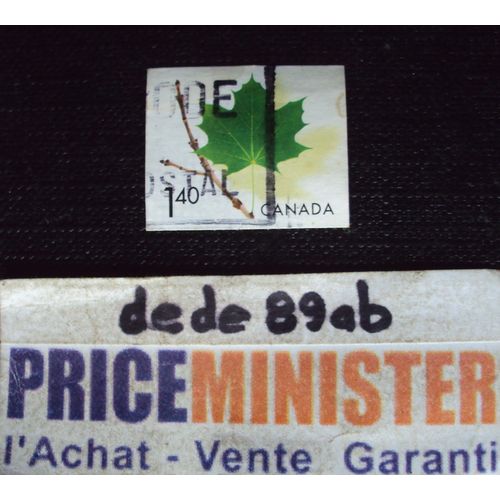 ODE
OSTAL
1.40 CANADA
dede 89ab
PRICEMINISTER
l'Achat - Vente Garanti